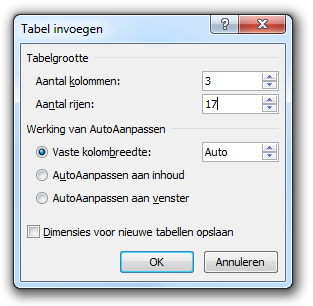 Tabel invoegen
Tabelgrootte
Aantal kolommen: 3
Aantal rijen: 17
Werking van AutoAanpassen
Vaste kolombreedte: Auto
AutoAanpassen aan inhoud
AutoAanpassen aan venster
Dimensies voor nieuwe tabellen opslaan
OK Annuleren